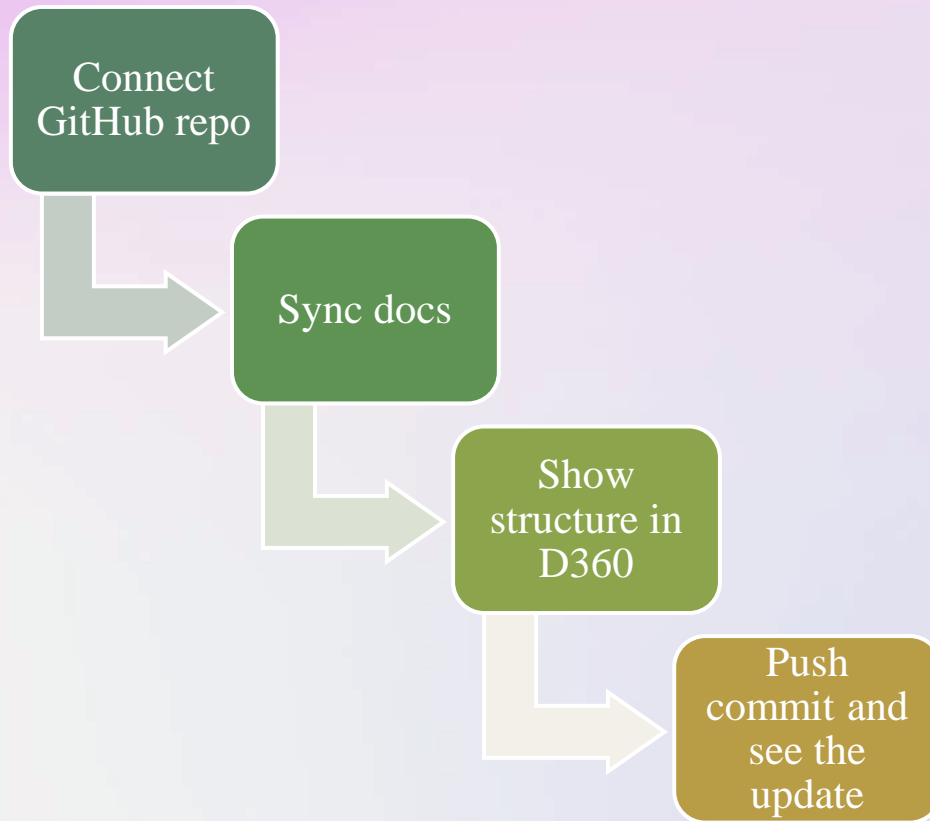 Connect
GitHub repo
Sync docs
Show
structure in
D360
Push
commit and
see the
update